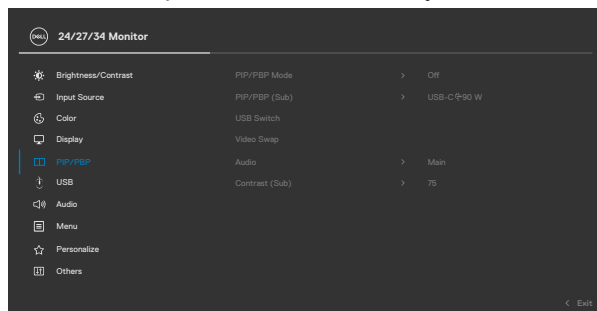 DELL 24/27/34 Monitor
Brightness/Contrast PIP/PBP Mode > Off
Input Source PIP/PBP (Sub) > USB-C 90 W
Color USB Switch
Display Video Swap
PIP/PBP Audio > Main
USB Contrast (Sub) > 75
Audio
Menu
Personalize
Others
< Exit